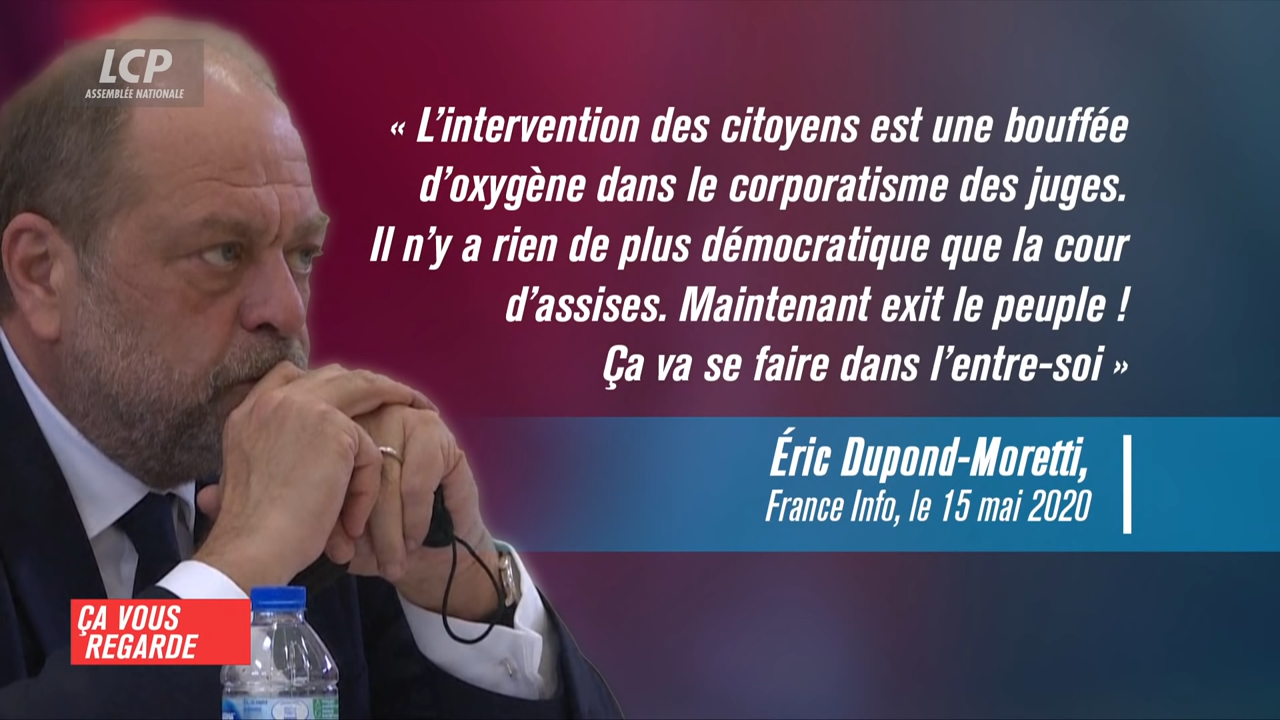 LCP
ASSEMBLÉE NATIONALE
« L'intervention des citoyens est une bouffée
d'oxygène dans le corporatisme des juges.
Il n'y a rien de plus démocratique que la cour
d'assises. Maintenant exit le peuple !
Ça va se faire dans l'entre-soi »
Éric Dupond-Moretti,
France Info, le 15 mai 2020
ÇA VOUS
REGARDE